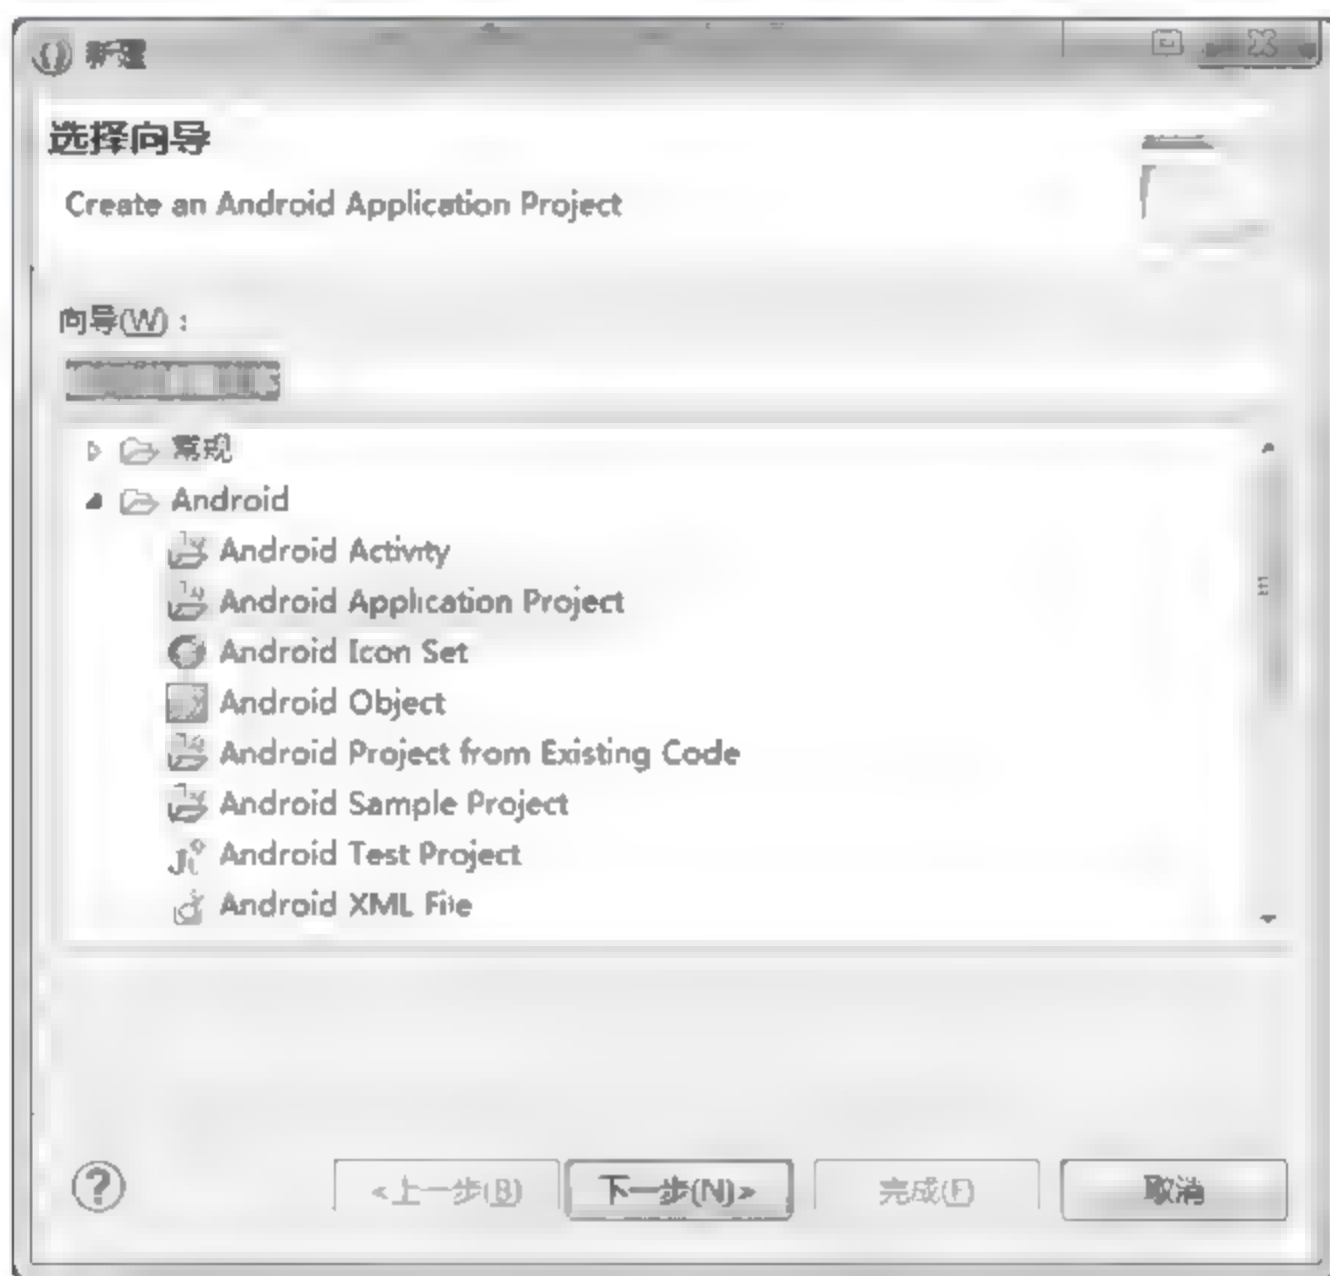 新建
选择向导
Create an Android Application Project
向导(W)：
常规
Android
Android Activity
Android Application Project
Android Icon Set
Android Object
Android Project from Existing Code
Android Sample Project
Android Test Project
Android XML File
<上一步(B) 下一步(N)> 完成(F) 取消